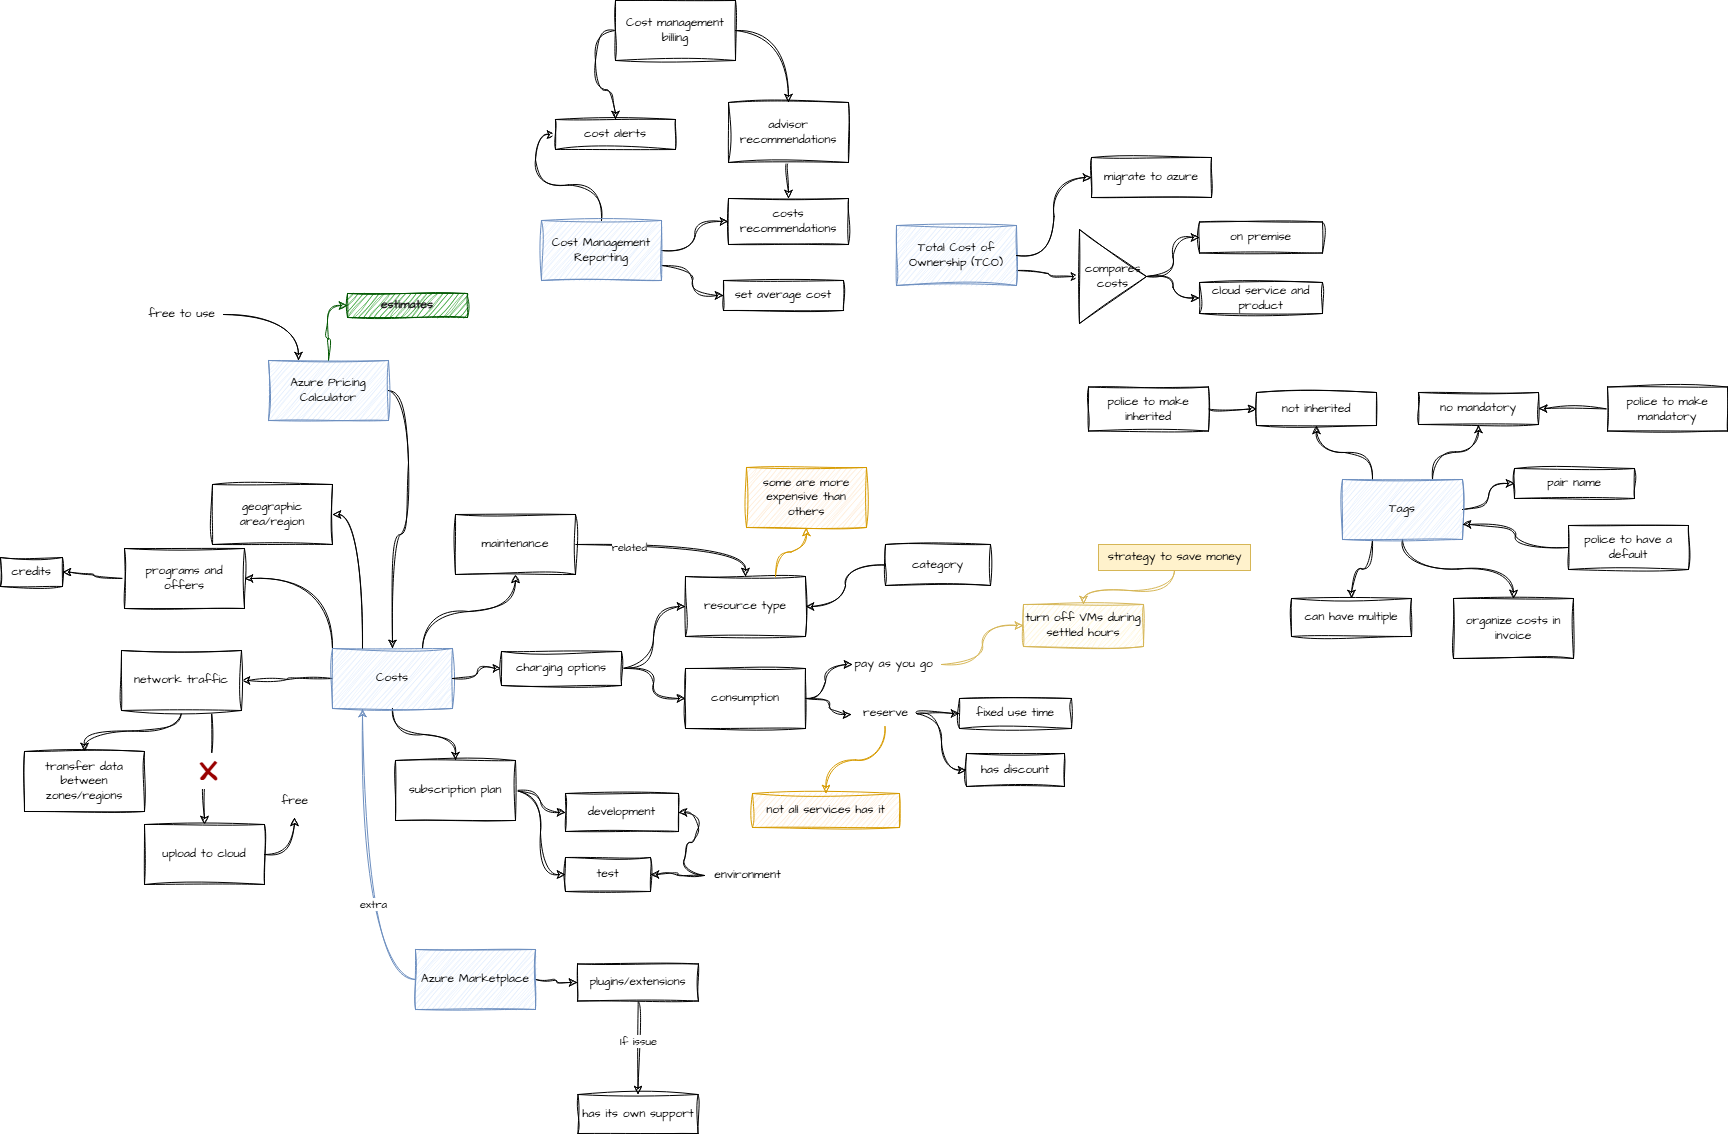 Cost management
billing
cost alerts
advisor
recommendations
costs
recommendations
Cost Management
Reporting
set average cost
migrate to azure
Total Cost of
Ownership (TCO)
compares
costs
on premise
cloud service and
product
free to use
estimates
Azure Pricing
Calculator
police to make
inherited
not inherited
no mandatory
police to make
mandatory
Tags
pair name
police to have a
default
can have multiple
organize costs in
invoice
geographic
area/region
credits
programs and
offers
maintenance
related
some are more
expensive than
others
category
resource type
strategy to save money
turn off VMs during
settled hours
network traffic
Costs
charging options
consumption
pay as you go
reserve
fixed use time
has discount
not all services has it
transfer data
between
zones/regions
free
upload to cloud
subscription plan
development
test
environment
extra
Azure Marketplace
plugins/extensions
If issue
has its own support